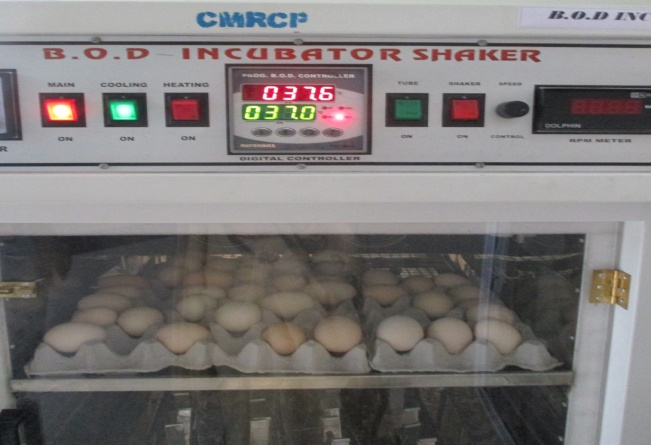 CMRCP
B.O.D INC
B.O.D - INCUBATOR SHAKER
MAIN
COOLING
HEATING
PROG. B.O.D. CONTROLLER
TUBE
SHAKER
SPEED
037.6
037.0
DOLPHIN
R
ON
ON
ON
ON
ON
CONTROL
RPM METER
DIGITAL CONTROLLER